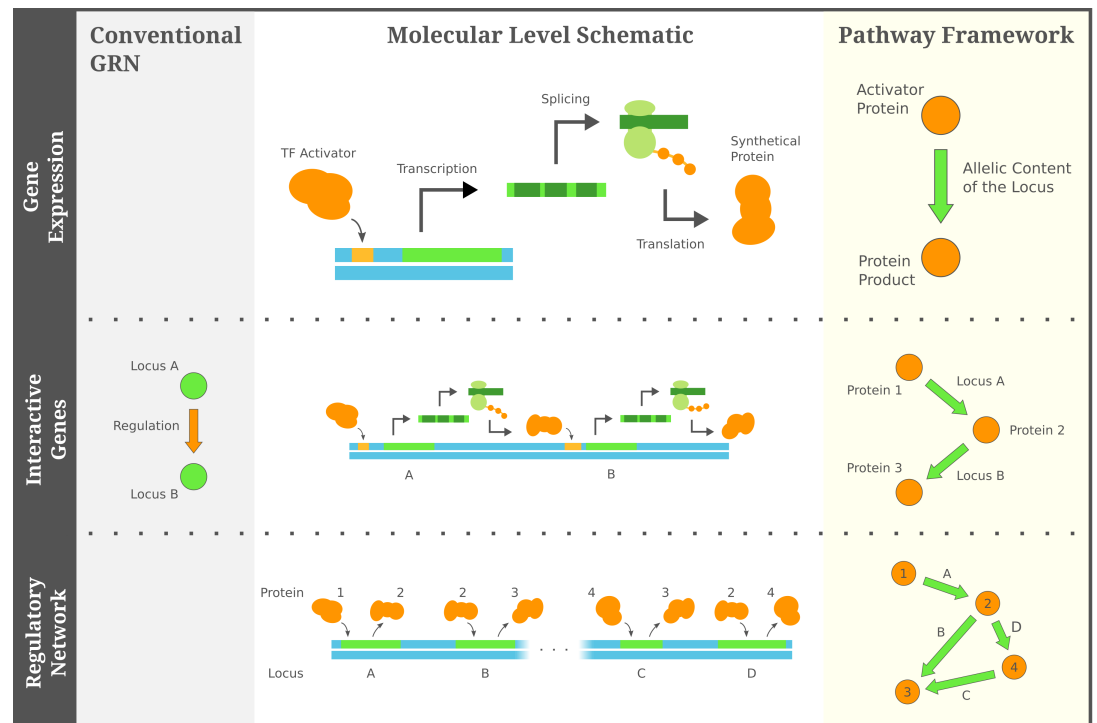 Conventional
GRN
Molecular Level Schematic
Pathway Framework
Gene
Expression
TF Activator
Transcription
Splicing
Synthetical
Protein
Translation
Activator
Protein
Allelic Content
of the Locus
Protein
Product
Interactive
Genes
Locus A
Regulation
Locus B
A
B
Protein 1
Locus A
Protein 2
Protein 3
Locus B
Regulatory
Network
Protein 1 2 2 3 4 3 2 4
. . .
Locus A B C D
1
A
2
B
D
4
C
3